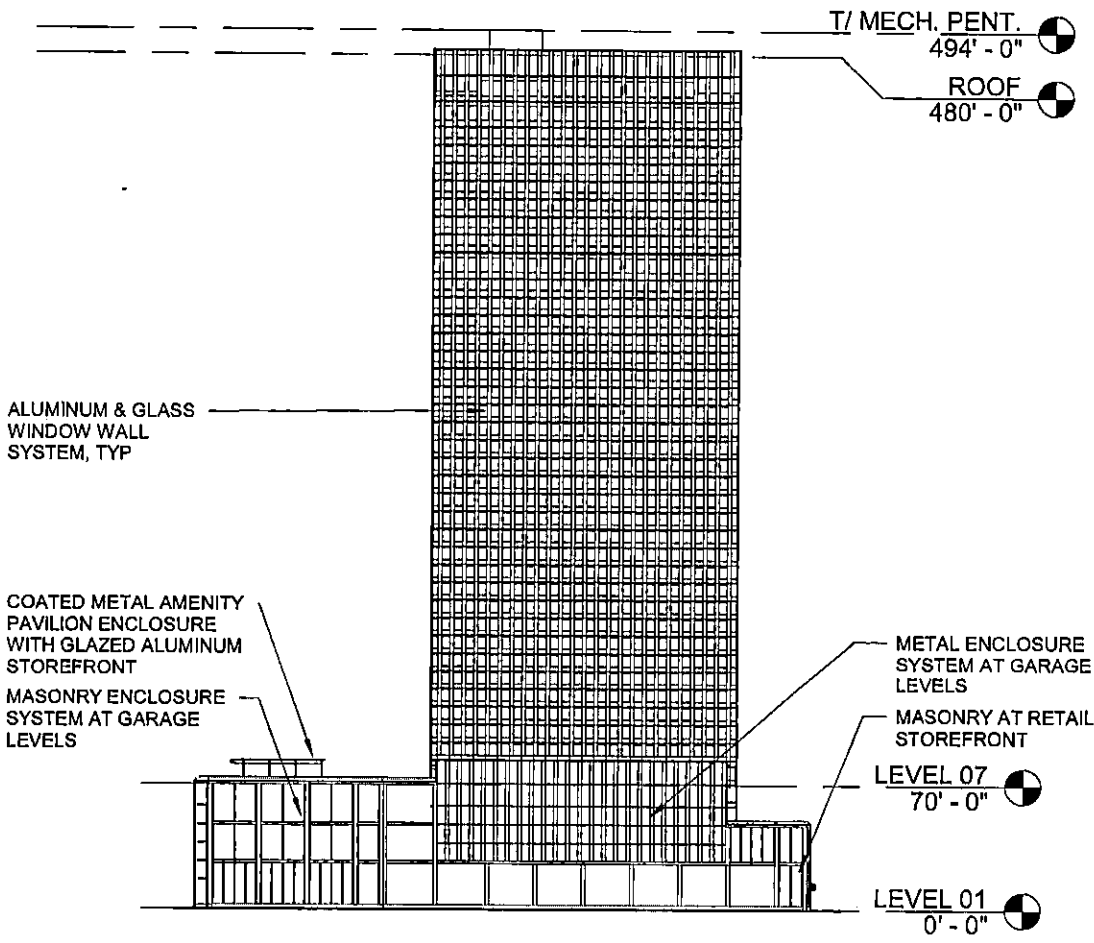 T/ MECH. PENT.
494' - 0"
ROOF
480' - 0"
ALUMINUM & GLASS
WINDOW WALL
SYSTEM, TYP
COATED METAL AMENITY
PAVILION ENCLOSURE
WITH GLAZED ALUMINUM
STOREFRONT
MASONRY ENCLOSURE
SYSTEM AT GARAGE
LEVELS
METAL ENCLOSURE
SYSTEM AT GARAGE
LEVELS
MASONRY AT RETAIL
STOREFRONT
LEVEL 07
70' - 0"
LEVEL 01
0' - 0"